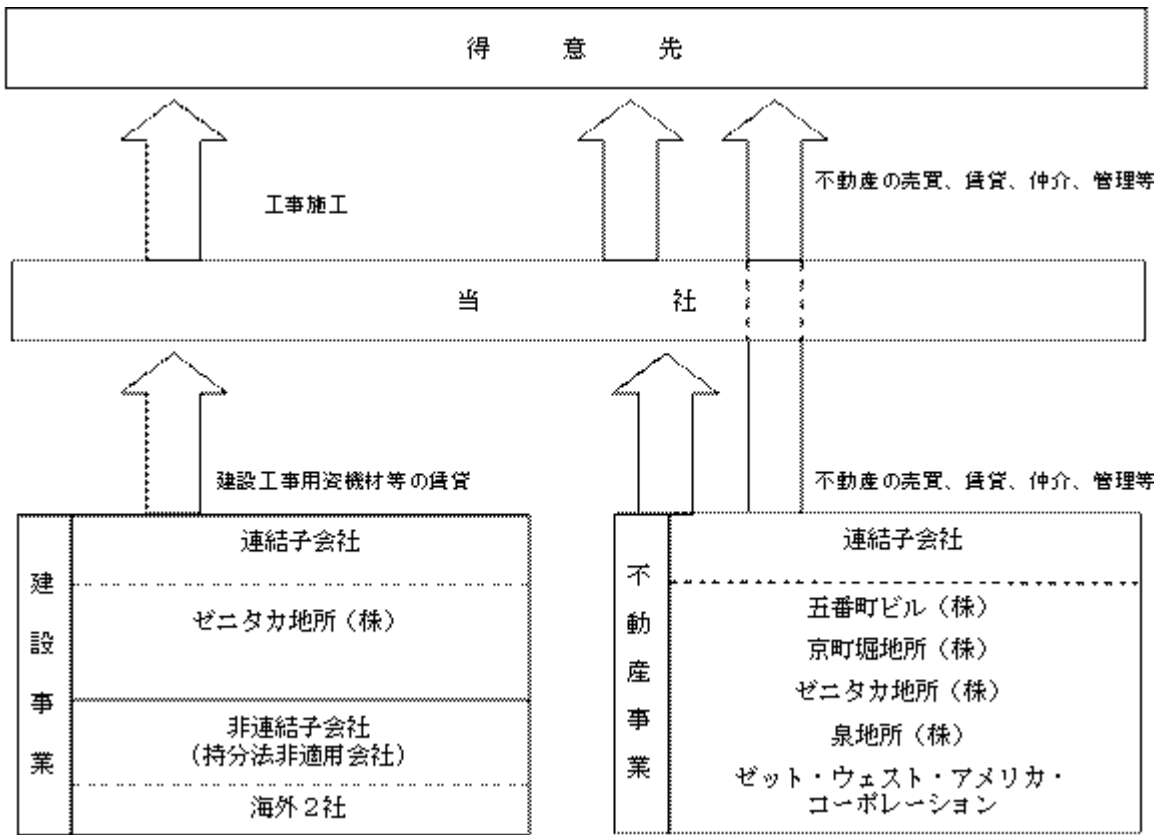 得意先
工事施工
不動産の売買、賃貸、仲介、管理等
当社
建設工事用資機材等の賃貸
不動産の売買、賃貸、仲介、管理等
建設事業
連結子会社
ゼニタカ地所（株）
非連結子会社
(持分法非適用会社)
海外２社
不動産事業
連結子会社
五番町ビル（株）
京町堀地所（株）
ゼニタカ地所（株）
泉地所（株）
ゼット・ウェスト・アメリカ・
コーポレーション